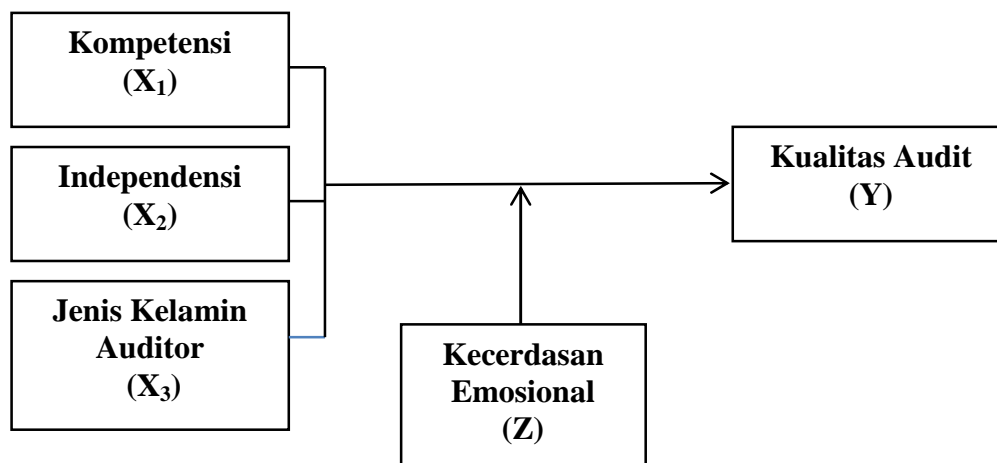 Kompetensi
(X₁)
Independensi
(X₂)
Jenis Kelamin
Auditor
(X₃)
Kualitas Audit
(Y)
Kecerdasan
Emosional
(Z)